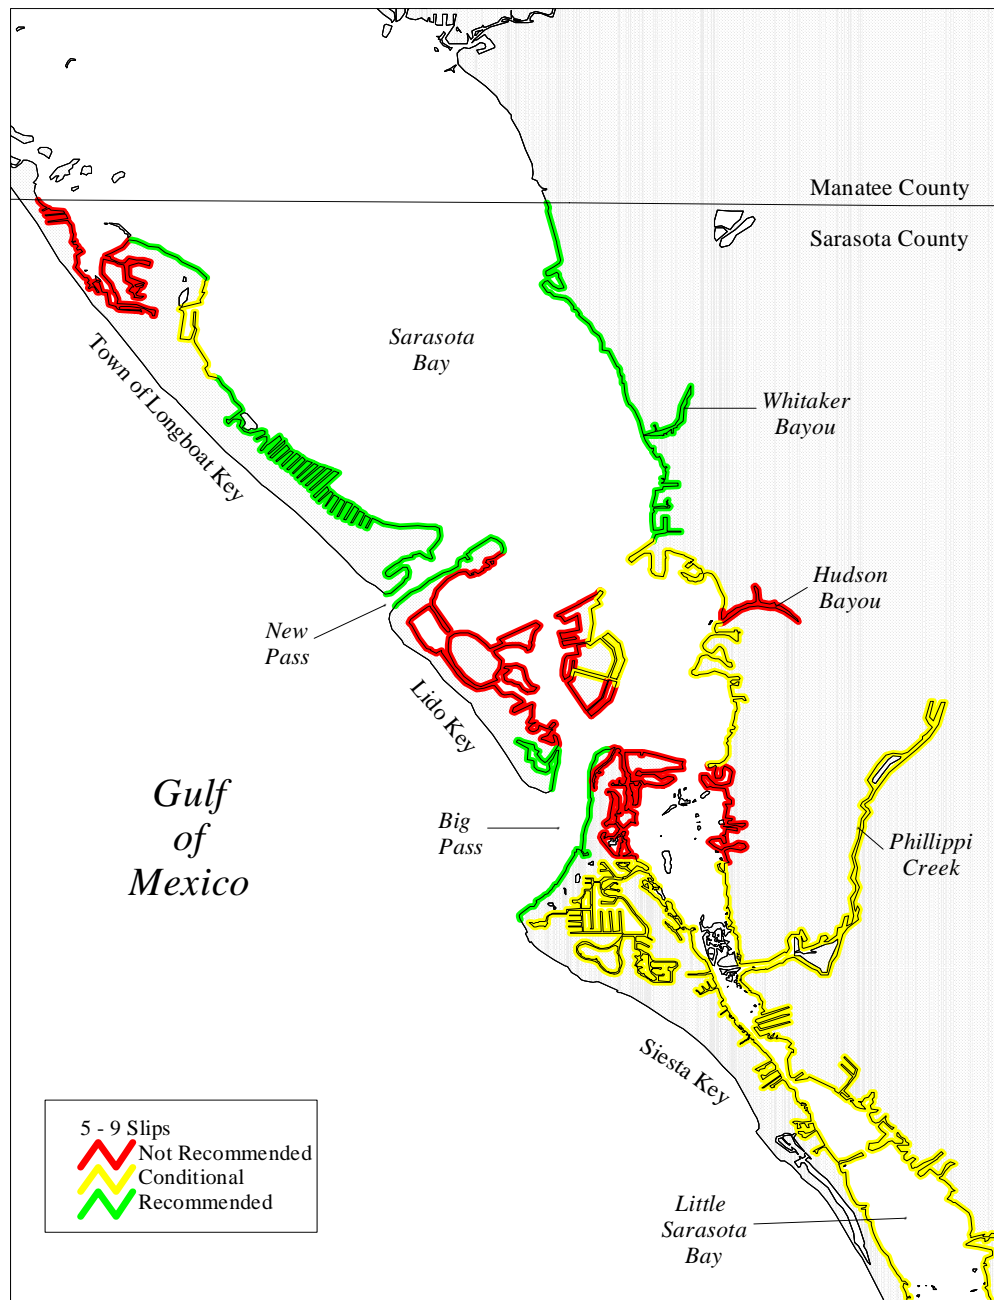 Manatee County
Sarasota County
Sarasota
Bay
Town of Longboat Key
Whitaker
Bayou
Hudson
Bayou
New
Pass
Lido Key
Gulf
of
Mexico
Big
Pass
Phillippi
Creek
Siesta Key
5 - 9 Slips
Not Recommended
Conditional
Recommended
Little
Sarasota
Bay